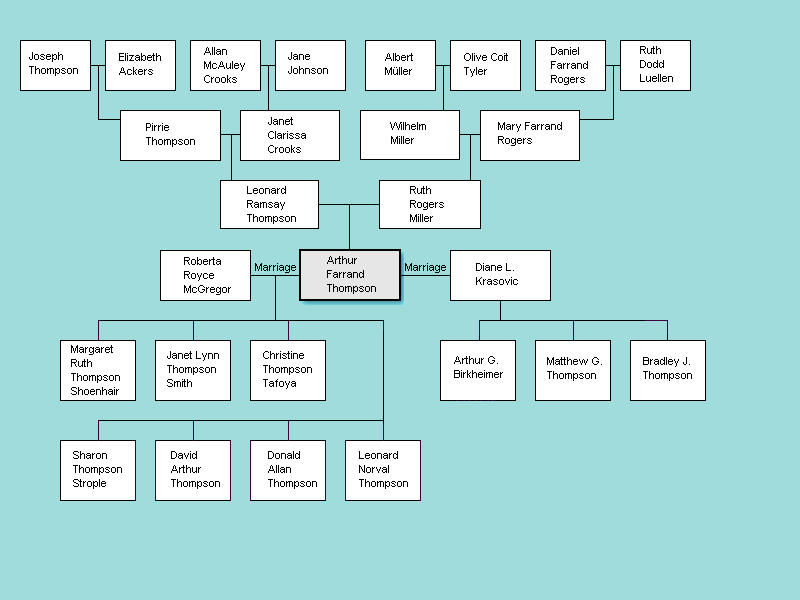 Joseph
Thompson
Elizabeth
Ackers
Allan
McAuley
Crooks
Jane
Johnson
Albert
Müller
Olive Coit
Tyler
Daniel
Farrand
Rogers
Ruth
Dodd
Luellen
Pirrie
Thompson
Janet
Clarissa
Crooks
Wilhelm
Miller
Mary Farrand
Rogers
Leonard
Ramsay
Thompson
Ruth
Rogers
Miller
Roberta
Royce
McGregor
Marriage
Arthur
Farrand
Thompson
Marriage
Diane L.
Krasovic
Margaret
Ruth
Thompson
Shoenhair
Janet Lynn
Thompson
Smith
Christine
Thompson
Tafoya
Arthur G.
Birkheimer
Matthew G.
Thompson
Bradley J.
Thompson
Sharon
Thompson
Strople
David
Arthur
Thompson
Donald
Allan
Thompson
Leonard
Norval
Thompson